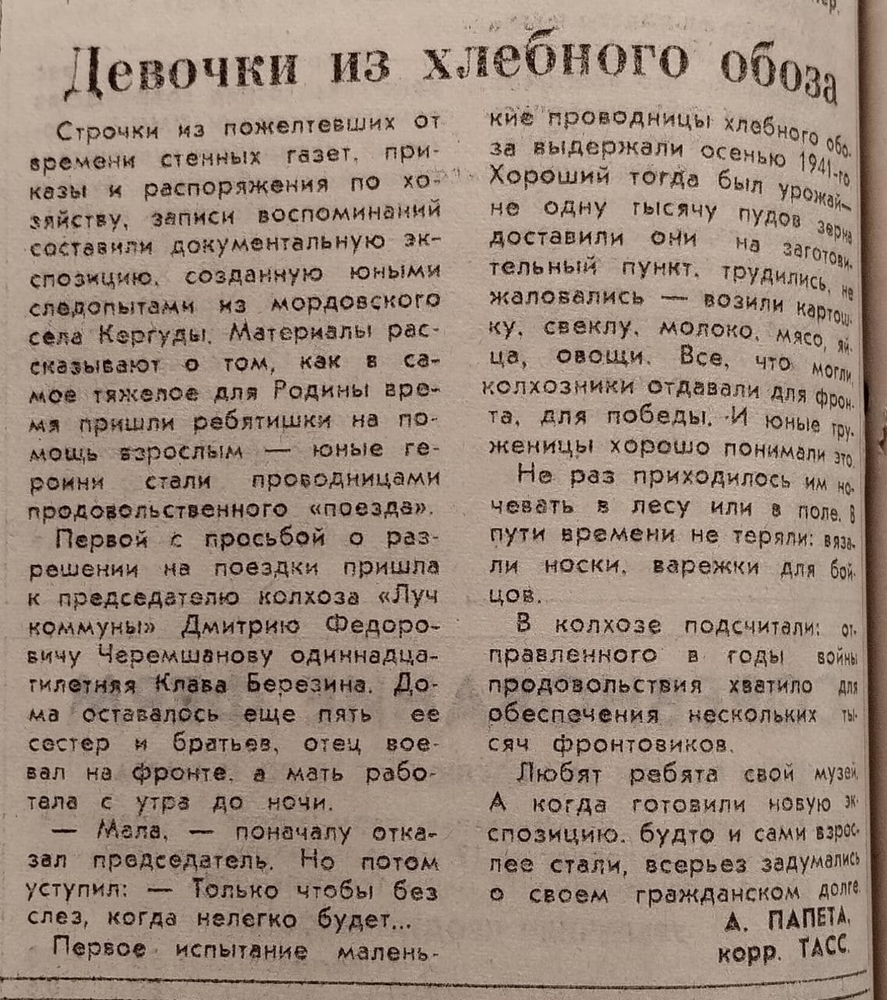 Девочки из хлебного обоза
Строчки из пожелтевших от
времени стенных газет, при-
казы и распоряжения по хо-
зяйству, записи воспоминаний
составили документальную эк-
спозицию, созданную юными
следопытами из мордовского
села Кергуды. Материалы рас-
сказывают о том, как в са-
мое тяжелое для Родины вре-
мя пришли ребятишки на по-
мощь взрослым — юные ге-
роини стали проводницами
продовольственного «поезда».
Первой с просьбой о раз-
решении на поездки пришла
к председателю колхоза «Луч
коммуны» Дмитрию Федоро-
вичу Черемшанову одиннадца-
тилетняя Клава Березина. До-
ма оставалось еще пять ее
сестер и братьев, отец вое-
вал на фронте, а мать рабо-
тала с утра до ночи.
— Мала, — поначалу отка-
зал председатель. Но потом
уступил: — Только чтобы без
слез, когда нелегко будет...
Первое испытание малень-
кие проводницы хлебного обо-
за выдержали осенью 1941-го
Хороший тогда был урожай—
не одну тысячу пудов зерна
доставили они на заготови-
тельный пункт, трудились, не
жаловались — возили картош-
ку, свеклу, молоко, мясо, яй-
ца, овощи. Все, что могли,
колхозники отдавали для фрон-
та, для победы. И юные тру-
женицы хорошо понимали это.
Не раз приходилось им но-
чевать в лесу или в поле. В
пути времени не теряли: вяза-
ли носки, варежки для бой-
цов.
В колхозе подсчитали: от-
правленного в годы войны
продовольствия хватило для
обеспечения нескольких ты-
сяч фронтовиков.
Любят ребята свой музей.
А когда готовили новую эк-
спозицию, будто и сами взрос-
лее стали, всерьез задумались
о своем гражданском долге.
А. ПАПЕТА,
корр. ТАСС.